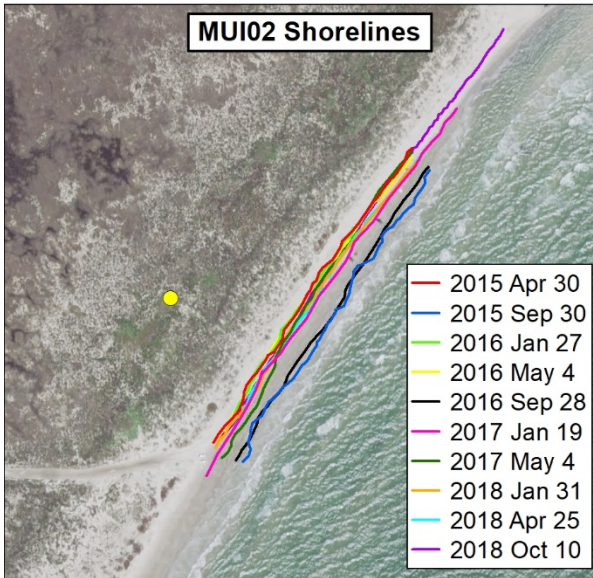 MUI02 Shorelines
2015 Apr 30
2015 Sep 30
2016 Jan 27
2016 May 4
2016 Sep 28
2017 Jan 19
2017 May 4
2018 Jan 31
2018 Apr 25
2018 Oct 10